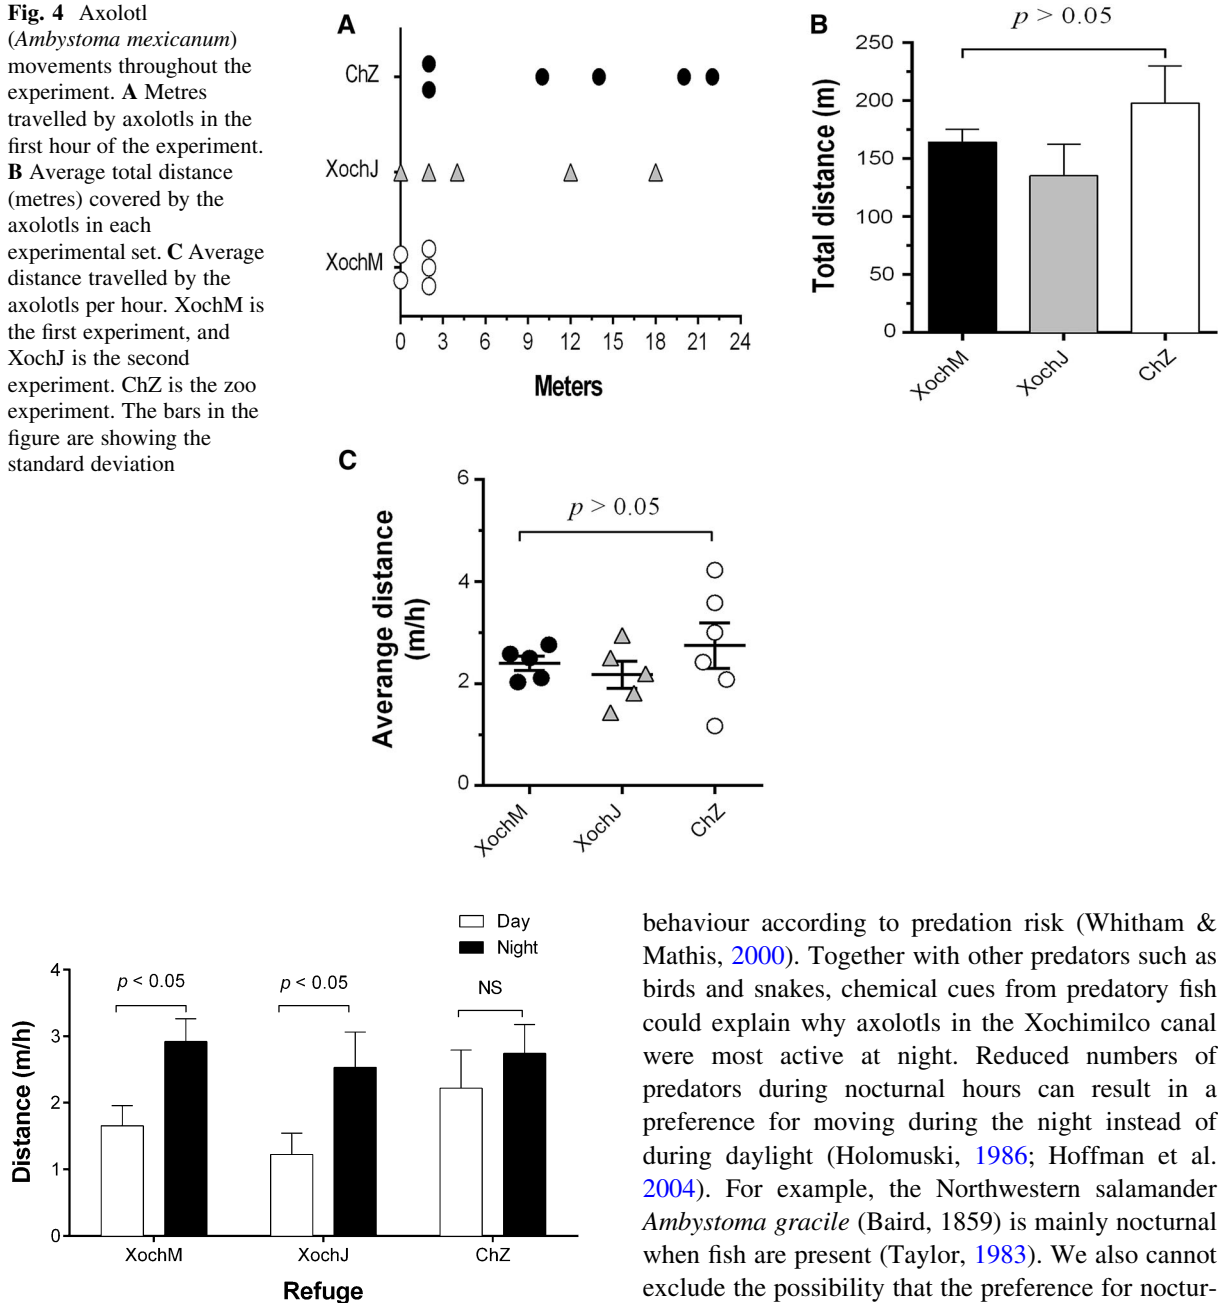 Fig. 4 Axolotl
(Ambystoma mexicanum)
movements throughout the
experiment. A Metres
travelled by axolotls in the
first hour of the experiment.
B Average total distance
(metres) covered by the
axolotls in each
experimental set. C Average
distance travelled by the
axolotls per hour. XochM is
the first experiment, and
XochJ is the second
experiment. ChZ is the zoo
experiment. The bars in the
figure are showing the
standard deviation
A
ChZ
XochJ
XochM
0 3 6 9 12 15 18 21 24
Meters
B
p > 0.05
Total distance (m)
250
200
150
100
50
0
XochM
XochJ
ChZ
C
p > 0.05
Averange distance
(m/h)
6
4
2
0
XochM
XochJ
ChZ
Day
Night
p < 0.05
p < 0.05
NS
Distance (m/h)
4
3
2
1
0
XochM XochJ ChZ
Refuge
behaviour according to predation risk (Whitham &
Mathis, 2000). Together with other predators such as
birds and snakes, chemical cues from predatory fish
could explain why axolotls in the Xochimilco canal
were most active at night. Reduced numbers of
predators during nocturnal hours can result in a
preference for moving during the night instead of
during daylight (Holomuski, 1986; Hoffman et al.
2004). For example, the Northwestern salamander
Ambystoma gracile (Baird, 1859) is mainly nocturnal
when fish are present (Taylor, 1983). We also cannot
exclude the possibility that the preference for noctur-